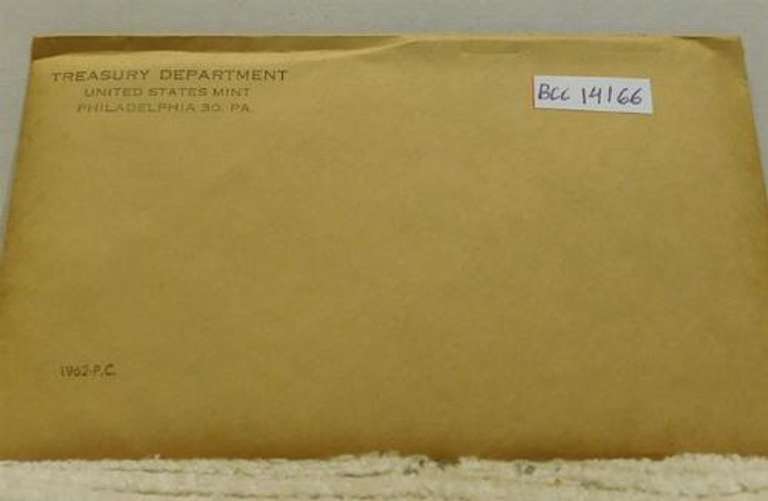 TREASURY DEPARTMENT
UNITED STATES MINT
PHILADELPHIA 30, PA.
BCC 14166
1962-P.C.